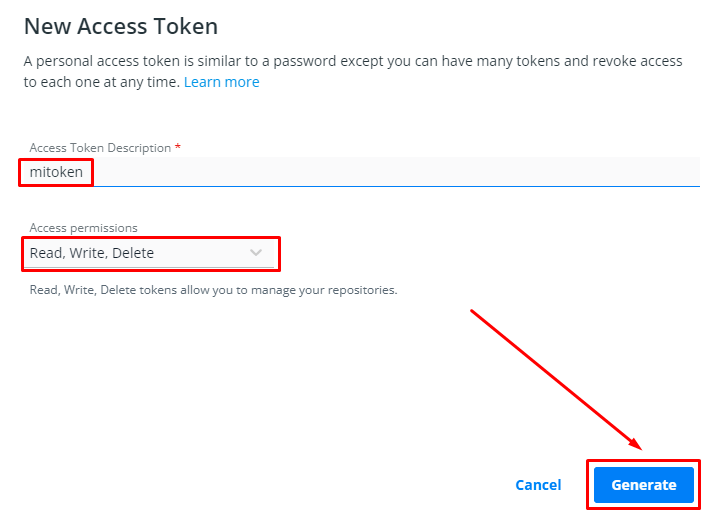 New Access Token
A personal access token is similar to a password except you can have many tokens and revoke access
to each one at any time. Learn more
Access Token Description *
mitoken
Access permissions
Read, Write, Delete
Read, Write, Delete tokens allow you to manage your repositories.
Cancel Generate